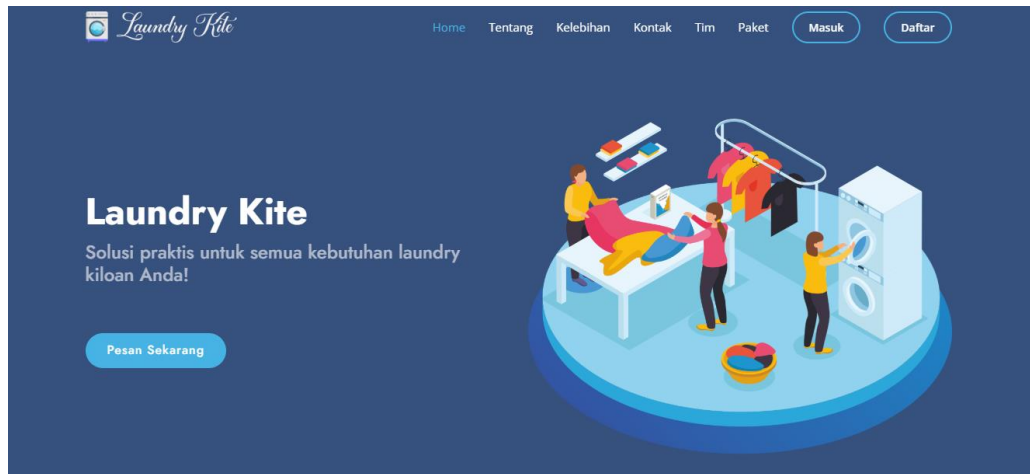 Laundry Kite
Home Tentang Kelebihan Kontak Tim Paket Masuk Daftar
Laundry Kite
Solusi praktis untuk semua kebutuhan laundry
kiloan Anda!
Pesan Sekarang